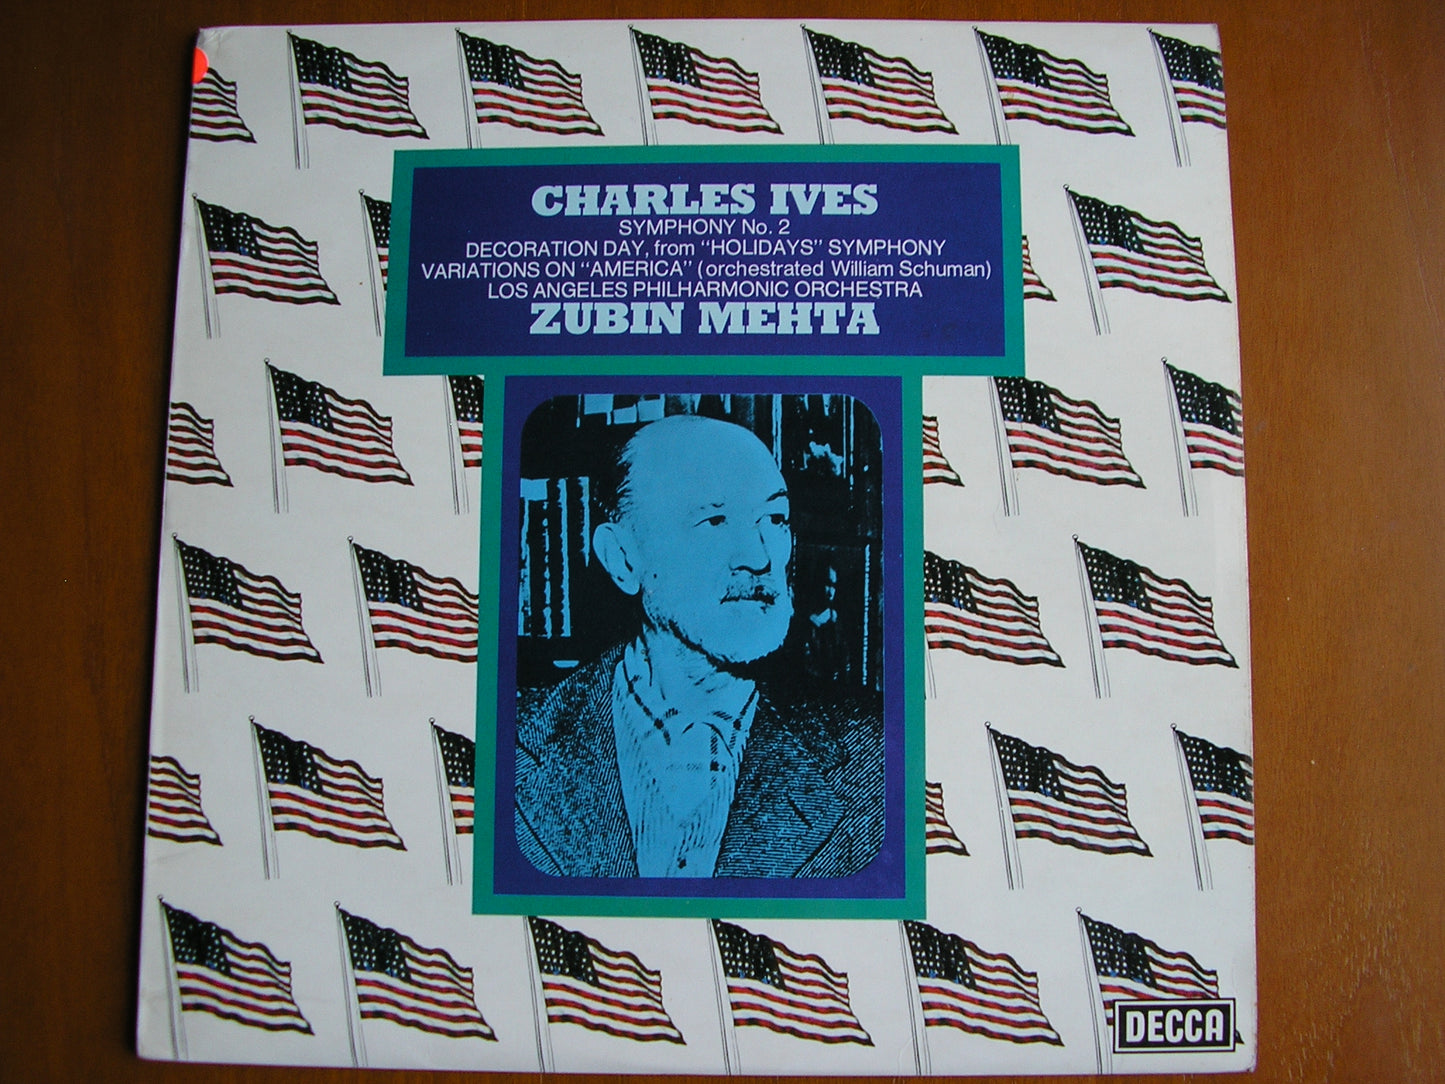 CHARLES IVES
SYMPHONY No. 2
DECORATION DAY, from “HOLIDAYS” SYMPHONY
VARIATIONS ON “AMERICA” (orchestrated William Schuman)
LOS ANGELES PHILHARMONIC ORCHESTRA
ZUBIN MEHTA
DECCA